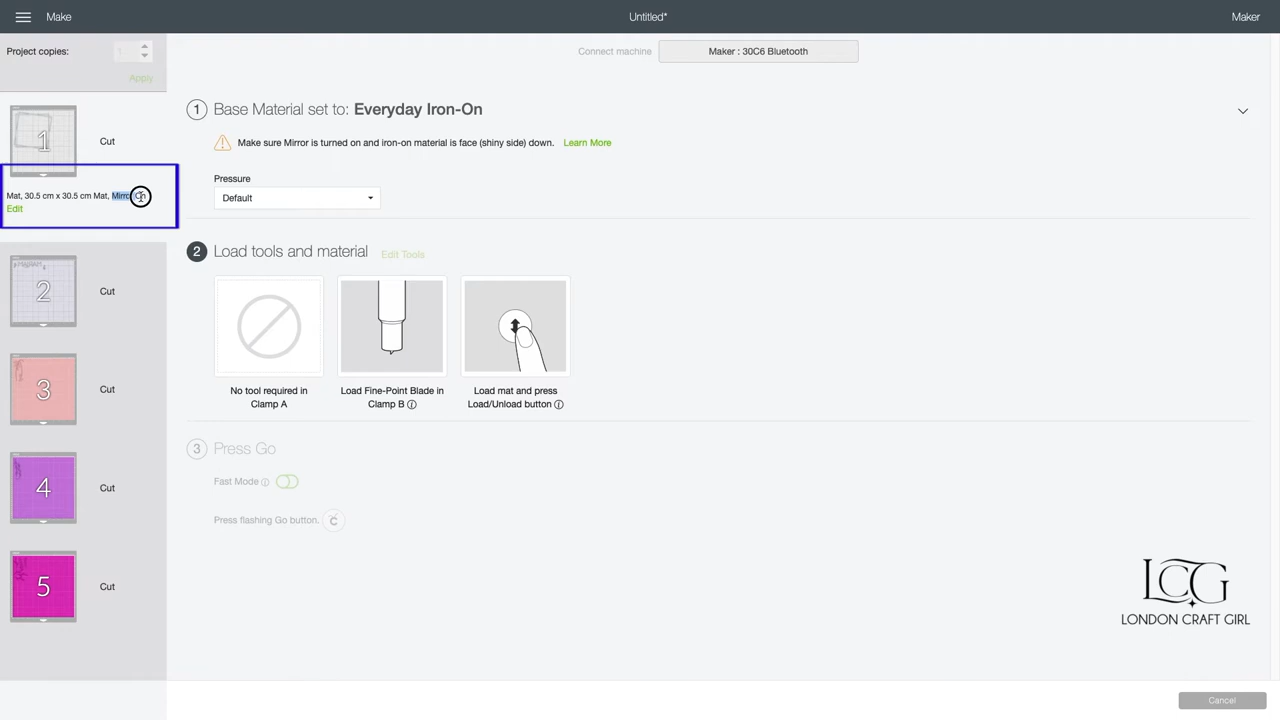 Make
Untitled*
Maker
Project copies:
1
Apply
Connect machine
Maker : 30C6 Bluetooth
1
Cut
Mat, 30.5 cm x 30.5 cm Mat, Mirror On
Edit
2
Cut
3
Cut
4
Cut
5
Cut
1 Base Material set to: Everyday Iron-On
Make sure Mirror is turned on and iron-on material is face (shiny side) down. Learn More
Pressure
Default
2 Load tools and material Edit Tools
No tool required in
Clamp A
Load Fine-Point Blade in
Clamp B
Load mat and press
Load/Unload button
3 Press Go
Fast Mode
Press flashing Go button.
LCG
LONDON CRAFT GIRL
Cancel